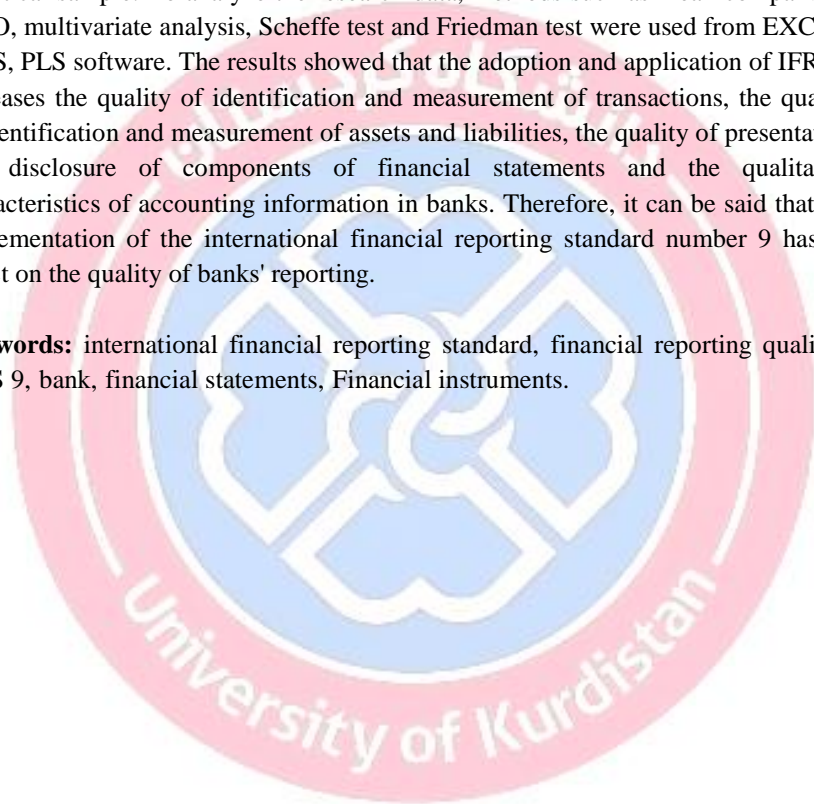 O, multivariate analysis, Scheffe test and Friedman test were used from EXC
S, PLS software. The results showed that the adoption and application of IFR
eases the quality of identification and measurement of transactions, the qua
entification and measurement of assets and liabilities, the quality of presentat
disclosure of components of financial statements and the qualita
acteristics of accounting information in banks. Therefore, it can be said that
ementation of the international financial reporting standard number 9 has
t on the quality of banks' reporting.
words: international financial reporting standard, financial reporting quali
S 9, bank, financial statements, Financial instruments.
دانشگاه کردستان
University of Kurdistan